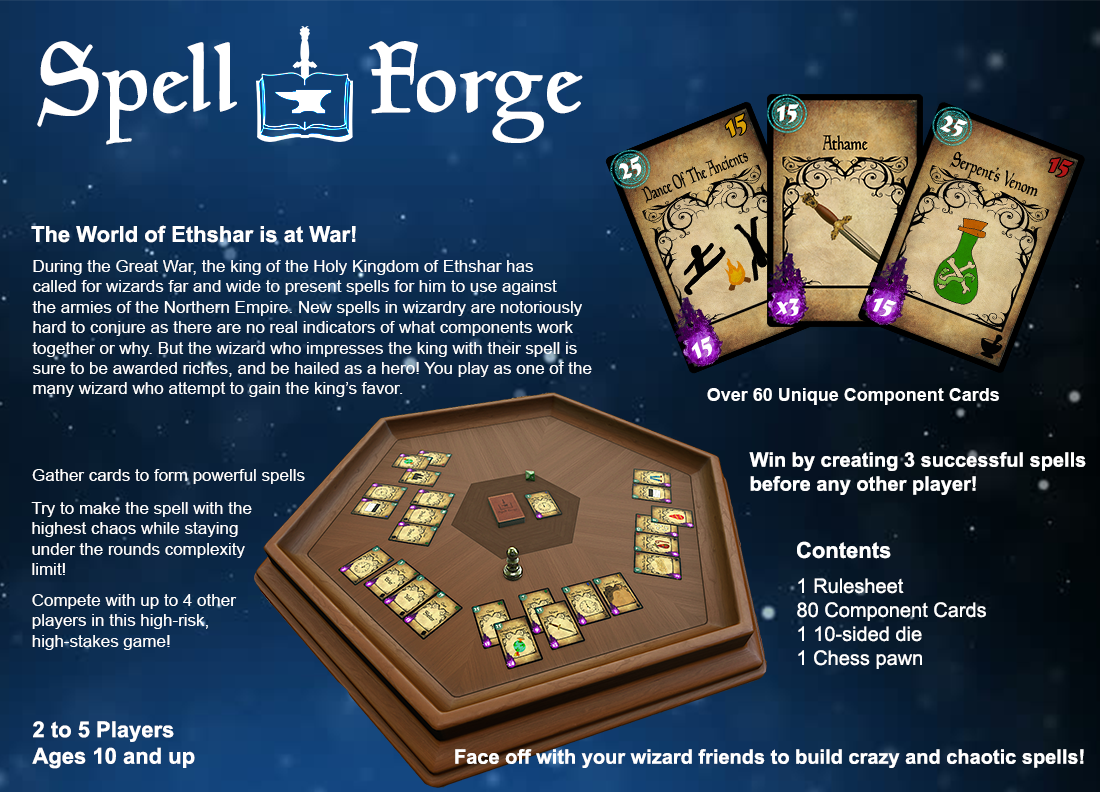 Spell Forge
25
15
Dance Of The Ancients
15
15
Athame
x3
25
15
Serpent's Venom
15
Over 60 Unique Component Cards
The World of Ethshar is at War!
During the Great War, the king of the Holy Kingdom of Ethshar has
called for wizards far and wide to present spells for him to use against
the armies of the Northern Empire. New spells in wizardry are notoriously
hard to conjure as there are no real indicators of what components work
together or why. But the wizard who impresses the king with their spell is
sure to be awarded riches, and be hailed as a hero! You play as one of the
many wizard who attempt to gain the king's favor.
Gather cards to form powerful spells
Try to make the spell with the
highest chaos while staying
under the rounds complexity
limit!
Compete with up to 4 other
players in this high-risk,
high-stakes game!
Win by creating 3 successful spells
before any other player!
Contents
1 Rulesheet
80 Component Cards
1 10-sided die
1 Chess pawn
2 to 5 Players
Ages 10 and up
Face off with your wizard friends to build crazy and chaotic spells!